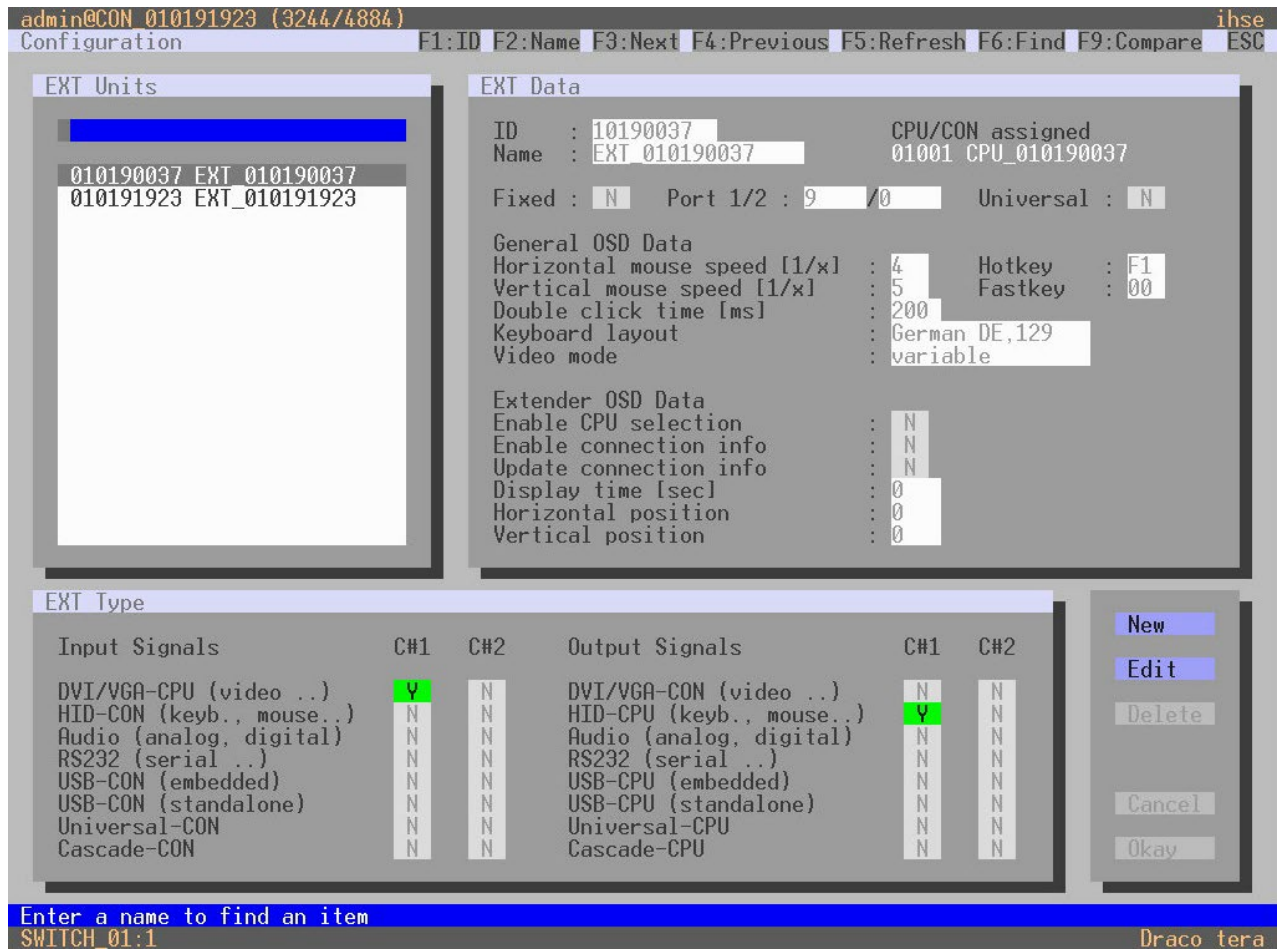 admin@CON_010191923 (3244/4884) ihse
Configuration F1:ID F2:Name F3:Next F4:Previous F5:Refresh F6:Find F9:Compare ESC
EXT Units
010190037 EXT_010190037
010191923 EXT_010191923
EXT Data
ID : 10190037 CPU/CON assigned
Name : EXT_010190037 01001 CPU_010190037
Fixed : N Port 1/2 : 9 /0 Universal : N
General OSD Data
Horizontal mouse speed [1/x] : 4 Hotkey : F1
Vertical mouse speed [1/x] : 5 Fastkey : 00
Double click time [ms] : 200
Keyboard layout : German DE,129
Video mode : variable
Extender OSD Data
Enable CPU selection : N
Enable connection info : N
Update connection info : N
Display time [sec] : 0
Horizontal position : 0
Vertical position : 0
EXT Type
Input Signals C#1 C#2 Output Signals C#1 C#2
DVI/VGA-CPU (video ..) Y N DVI/VGA-CON (video ..) N N
HID-CON (keyb., mouse..) N N HID-CPU (keyb., mouse..) Y N
Audio (analog, digital) N N Audio (analog, digital) N N
RS232 (serial ..) N N RS232 (serial ..) N N
USB-CON (embedded) N N USB-CPU (embedded) N N
USB-CON (standalone) N N USB-CPU (standalone) N N
Universal-CON N N Universal-CPU N N
Cascade-CON N N Cascade-CPU N N
New
Edit
Delete
Cancel
Okay
Enter a name to find an item
SWITCH_01:1 Draco tera